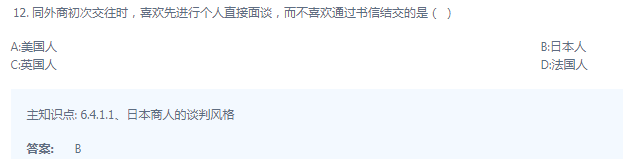 12. 同外商初次交往时，喜欢先进行个人直接面谈，而不喜欢通过书信结交的是（ ）
A:美国人 B:日本人
C:英国人 D:法国人
主知识点: 6.4.1.1、日本商人的谈判风格
答案: B